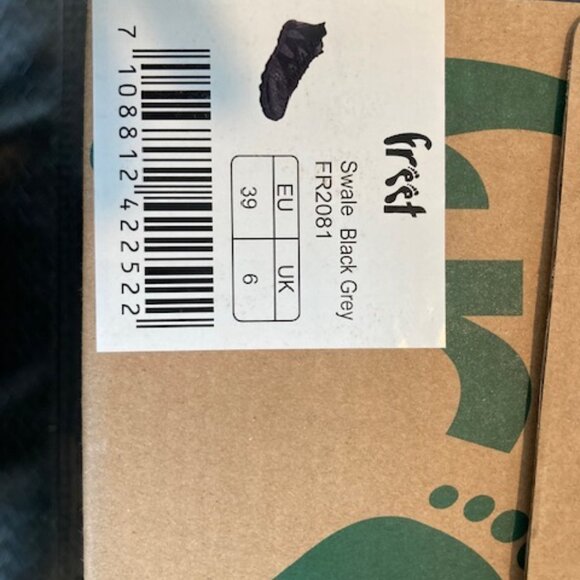 freet
Swale Black Grey
FR2081
EU UK
39 6
7 108812 422522